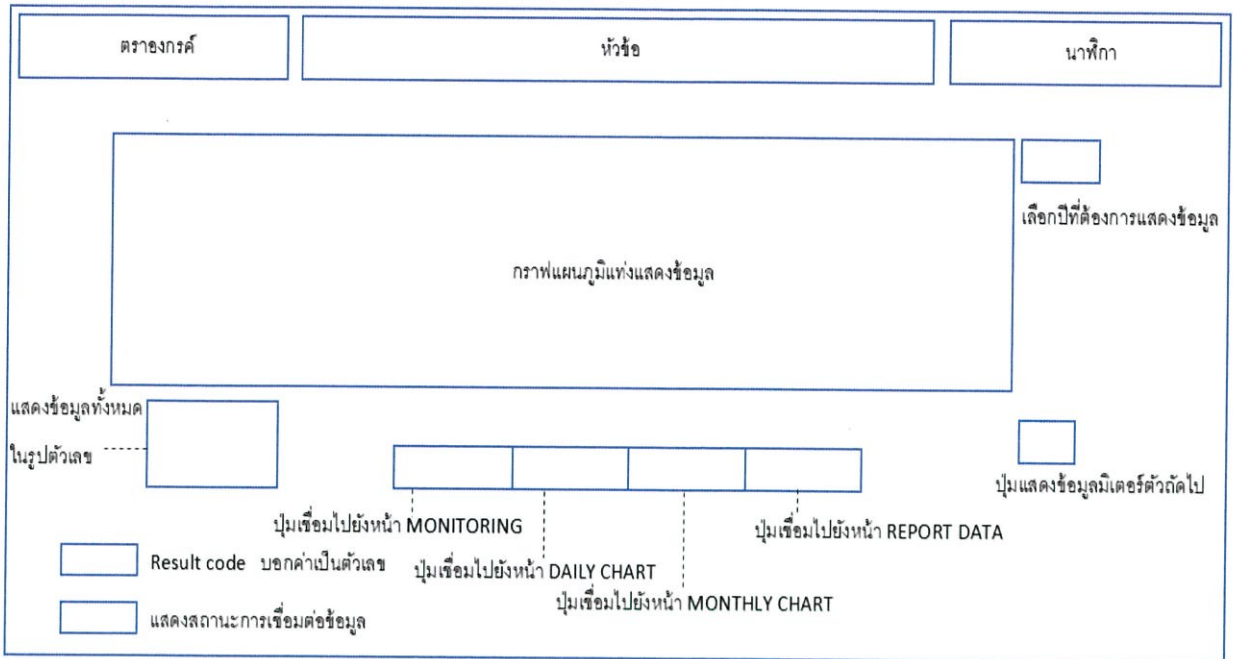 ตราองกรค์
หัวข้อ
นาฬิกา
เลือกปีที่ต้องการแสดงข้อมูล
กราฟแผนภูมิแท่งแสดงข้อมูล
แสดงข้อมูลทั้งหมด
ในรูปตัวเลข
ปุ่มแสดงข้อมูลมิเตอร์ตัวถัดไป
ปุ่มเชื่อมไปยังหน้า MONITORING
ปุ่มเชื่อมไปยังหน้า REPORT DATA
Result code บอกค่าเป็นตัวเลข
ปุ่มเชื่อมไปยังหน้า DAILY CHART
ปุ่มเชื่อมไปยังหน้า MONTHLY CHART
แสดงสถานะการเชื่อมต่อข้อมูล